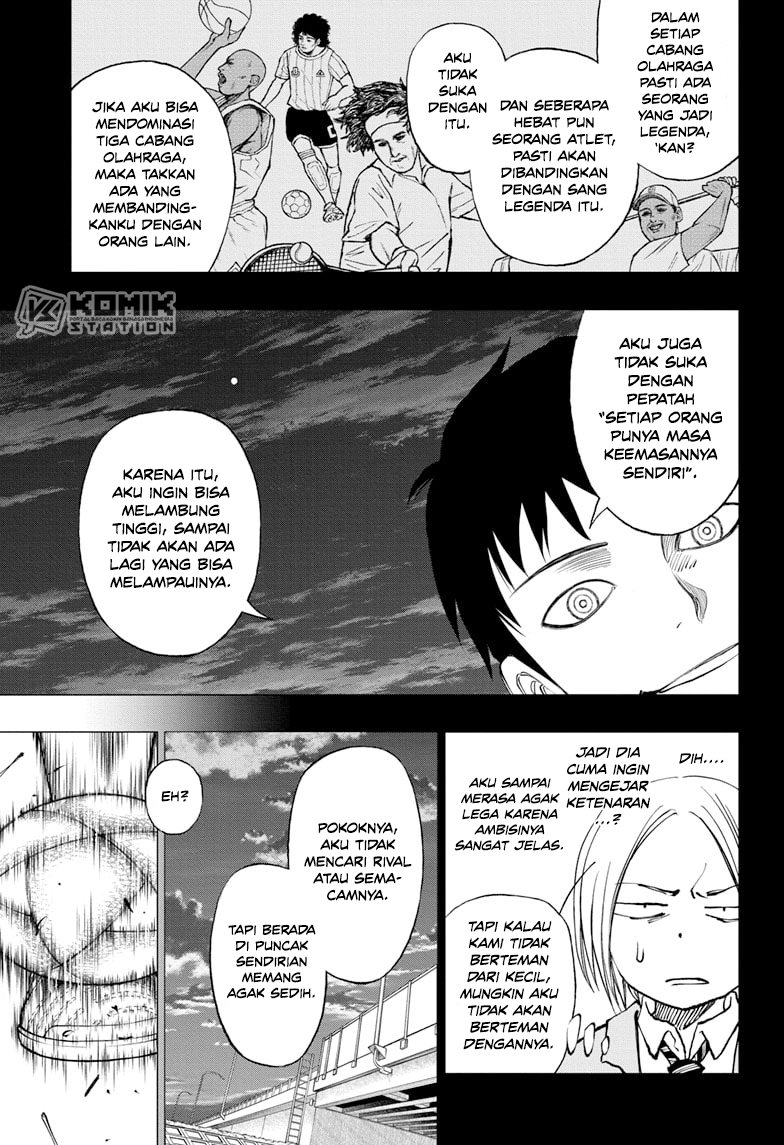 DALAM
SETIAP
CABANG
OLAHRAGA
PASTI ADA
SEORANG
YANG JADI
LEGENDA,
'KAN?
DAN SEBERAPA
HEBAT PUN
SEORANG ATLET,
PASTI AKAN
DIBANDINGKAN
DENGAN SANG
LEGENDA ITU.
AKU
TIDAK
SUKA
DENGAN
ITU.
JIKA AKU BISA
MENDOMINASI
TIGA CABANG
OLAHRAGA,
MAKA TAKKAN
ADA YANG
MEMBANDING-
KANKU DENGAN
ORANG LAIN.
KOMIK
STATION
AKU JUGA
TIDAK SUKA
DENGAN
PEPATAH
"SETIAP ORANG
PUNYA MASA
KEEMASANNYA
SENDIRI".
KARENA ITU,
AKU INGIN BISA
MELAMBUNG
TINGGI, SAMPAI
TIDAK AKAN ADA
LAGI YANG BISA
MELAMPAUINYA.
DIH....
JADI DIA
CUMA INGIN
MENGEJAR
KETENARAN
...?
AKU SAMPAI
MERASA AGAK
LEGA KARENA
AMBISINYA
SANGAT JELAS.
TAPI KALAU
KAMI TIDAK
BERTEMAN
DARI KECIL,
MUNGKIN AKU
TIDAK AKAN
BERTEMAN
DENGANNYA.
POKOKNYA,
AKU TIDAK
MENCARI RIVAL
ATAU SEMA-
CAMNYA.
TAPI BERADA
DI PUNCAK
SENDIRIAN
MEMANG
AGAK SEDIH.
EH?